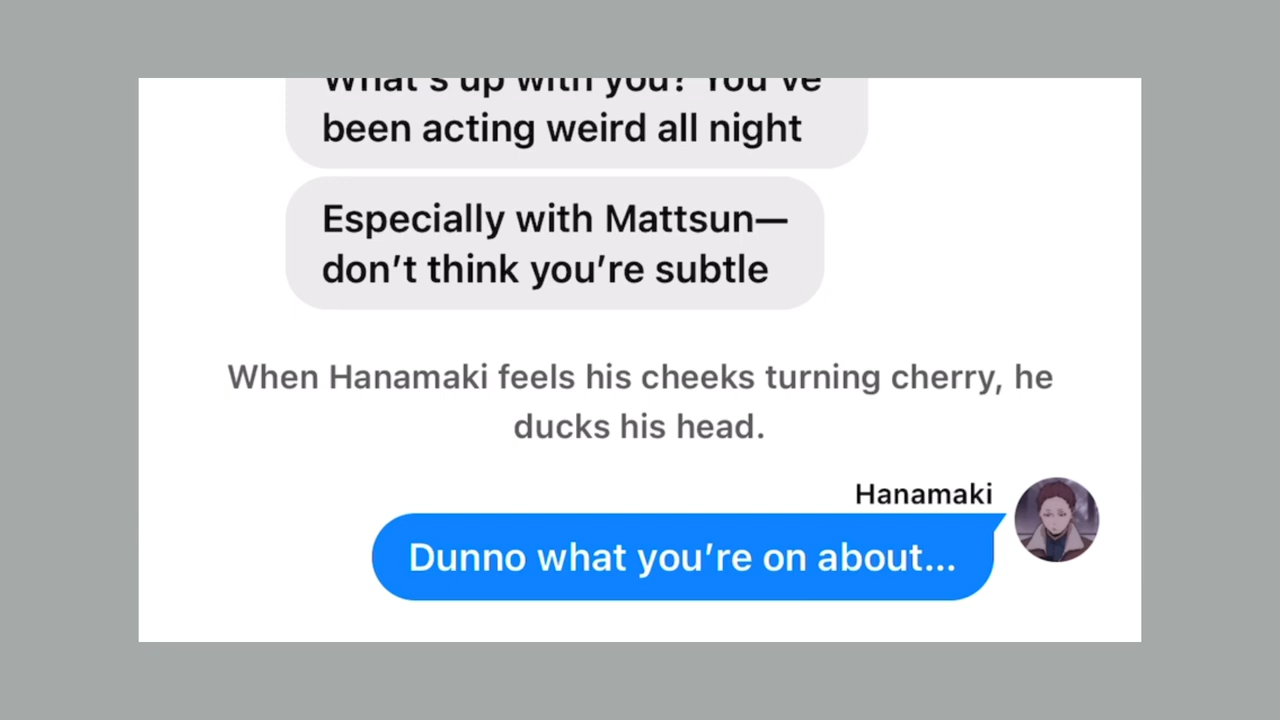 What's up with you? You've
been acting weird all night
Especially with Mattsun—
don't think you're subtle
When Hanamaki feels his cheeks turning cherry, he
ducks his head.
Hanamaki
Dunno what you're on about...